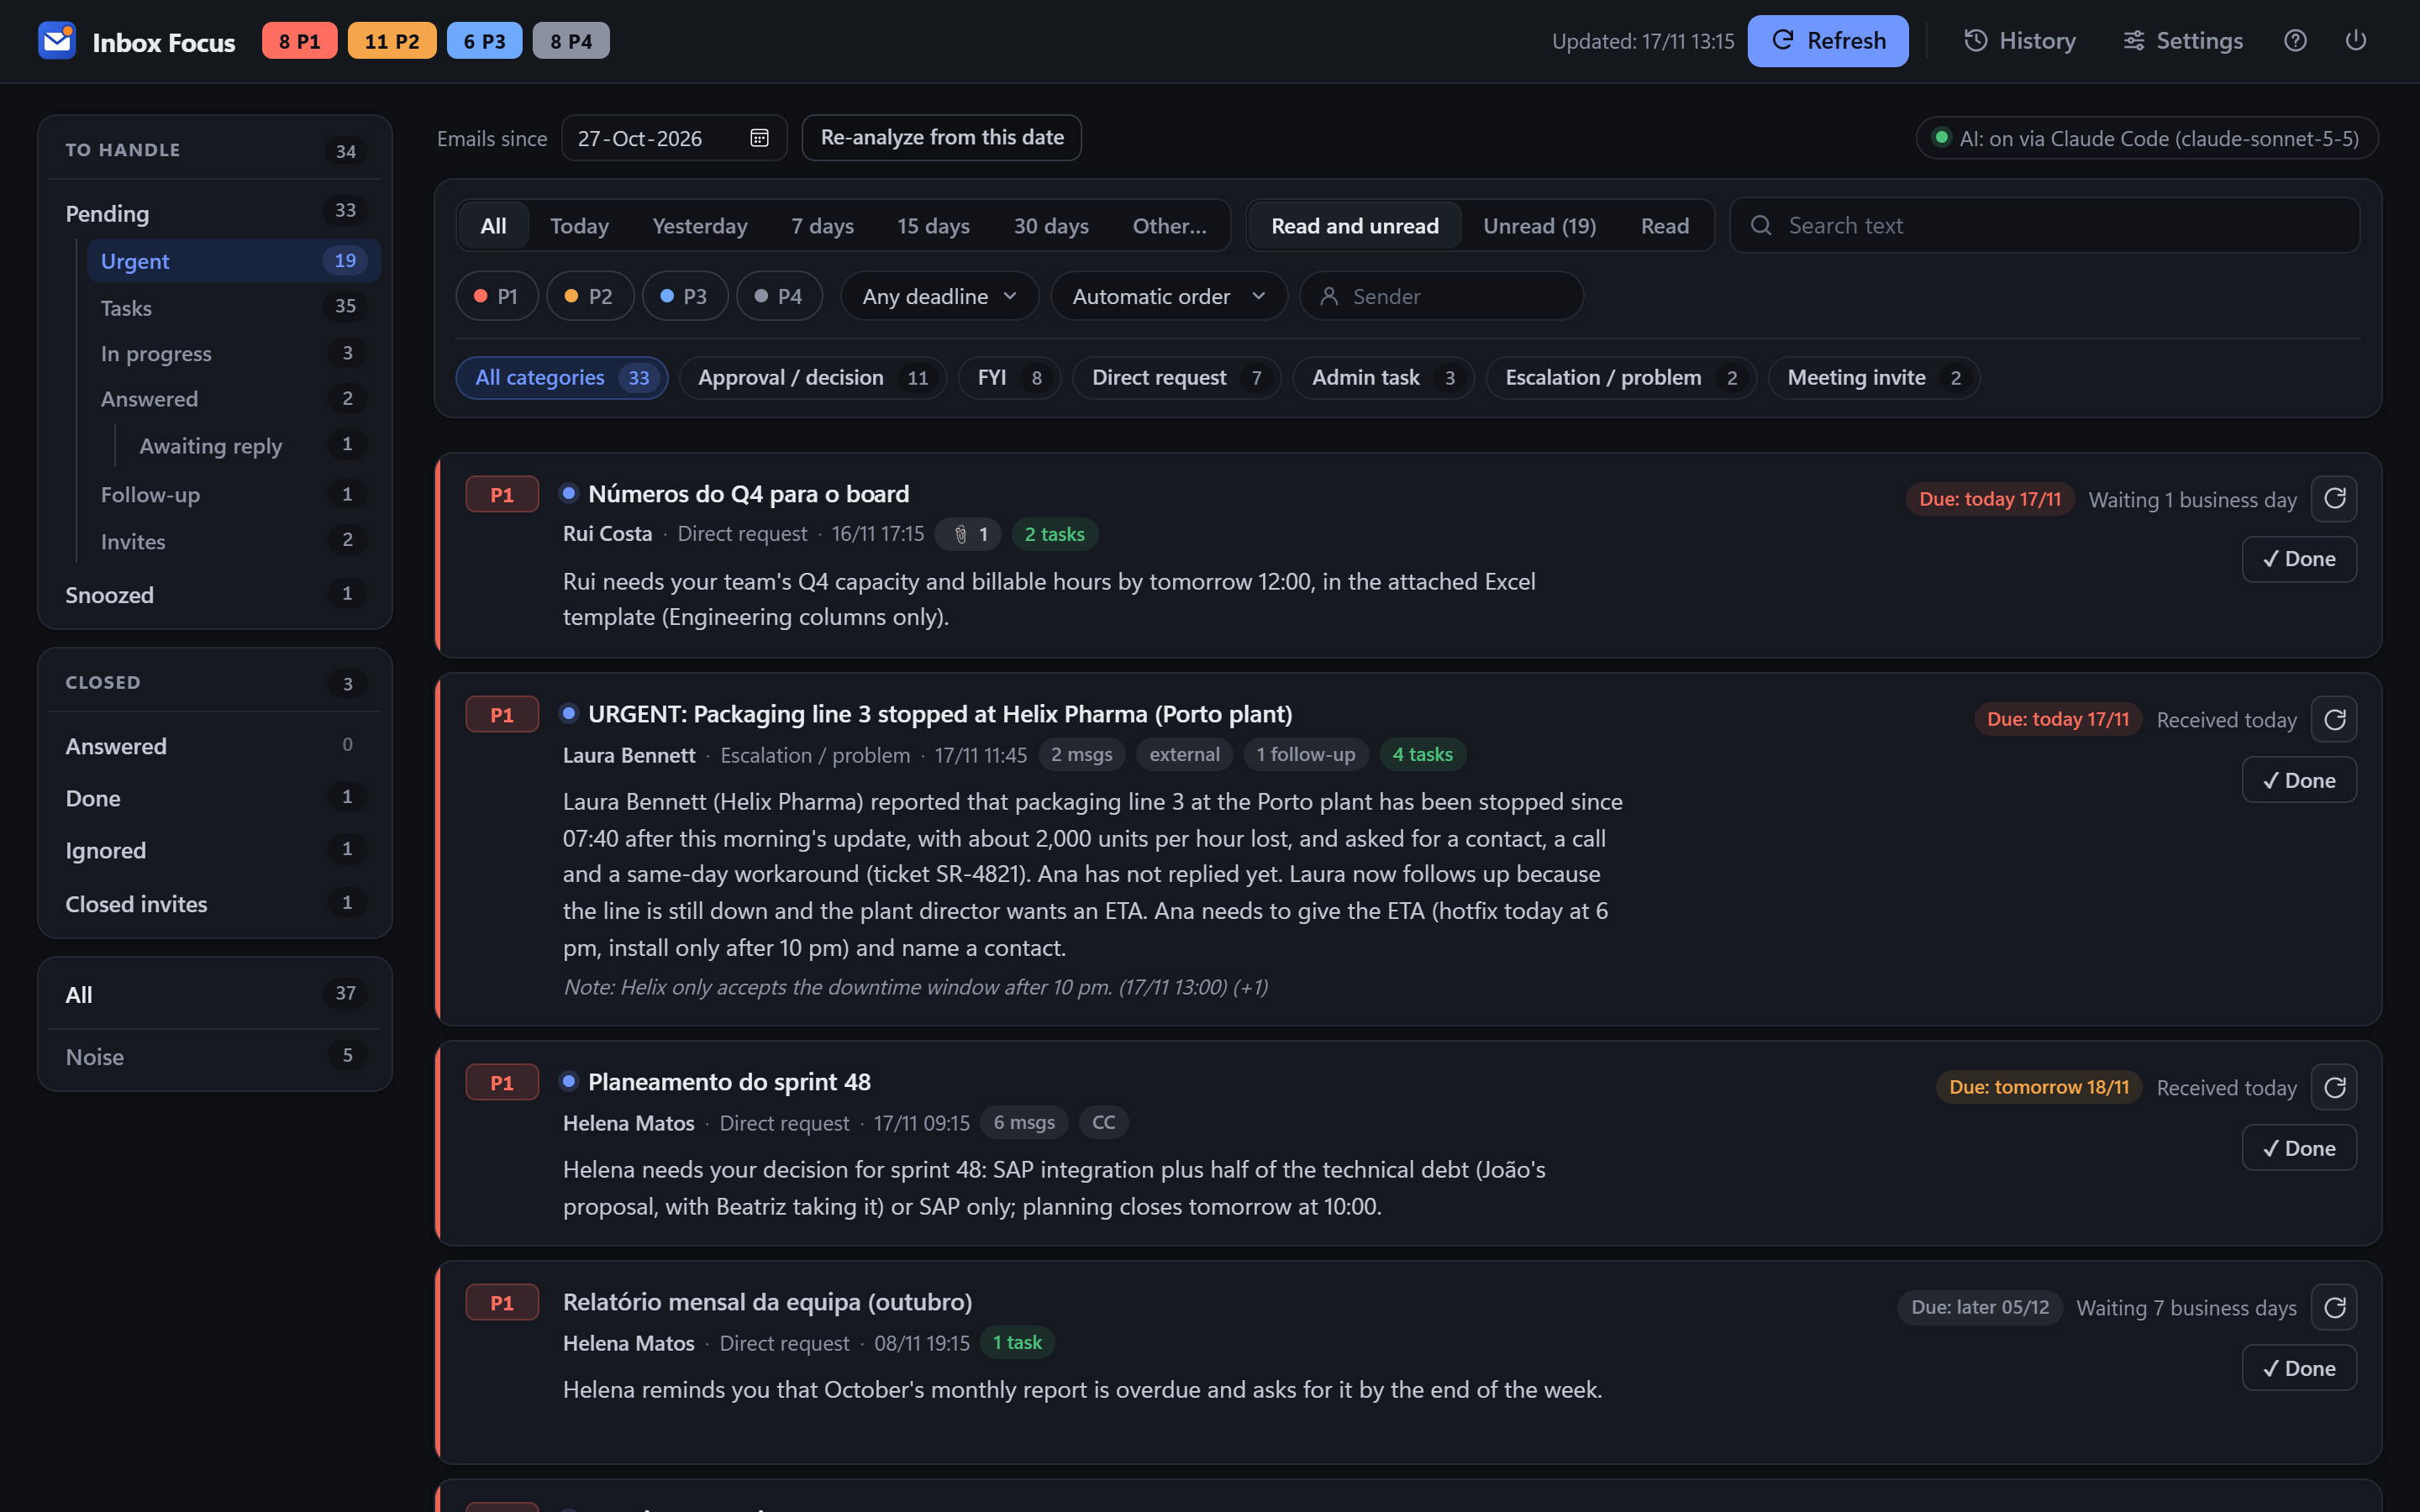 Inbox Focus
8 P1
11 P2
6 P3
8 P4
Updated: 17/11 13:15
Refresh
History
Settings
TO HANDLE 34
Pending 33
Urgent 19
Tasks 35
In progress 3
Answered 2
Awaiting reply 1
Follow-up 1
Invites 2
Snoozed 1
CLOSED 3
Answered 0
Done 1
Ignored 1
Closed invites 1
All 37
Noise 5
Emails since
27-Oct-2026
Re-analyze from this date
AI: on via Claude Code (claude-sonnet-5-5)
All Today Yesterday 7 days 15 days 30 days Other...
Read and unread Unread (19) Read
Search text
P1 P2 P3 P4
Any deadline
Automatic order
Sender
All categories 33
Approval / decision 11
FYI 8
Direct request 7
Admin task 3
Escalation / problem 2
Meeting invite 2
P1 Números do Q4 para o board
Due: today 17/11 Waiting 1 business day
Rui Costa · Direct request · 16/11 17:15 1 2 tasks
✓ Done
Rui needs your team's Q4 capacity and billable hours by tomorrow 12:00, in the attached Excel
template (Engineering columns only).
P1 URGENT: Packaging line 3 stopped at Helix Pharma (Porto plant)
Due: today 17/11 Received today
Laura Bennett · Escalation / problem · 17/11 11:45 2 msgs external 1 follow-up 4 tasks
✓ Done
Laura Bennett (Helix Pharma) reported that packaging line 3 at the Porto plant has been stopped since
07:40 after this morning's update, with about 2,000 units per hour lost, and asked for a contact, a call
and a same-day workaround (ticket SR-4821). Ana has not replied yet. Laura now follows up because
the line is still down and the plant director wants an ETA. Ana needs to give the ETA (hotfix today at 6
pm, install only after 10 pm) and name a contact.
Note: Helix only accepts the downtime window after 10 pm. (17/11 13:00) (+1)
P1 Planeamento do sprint 48
Due: tomorrow 18/11 Received today
Helena Matos · Direct request · 17/11 09:15 6 msgs CC
✓ Done
Helena needs your decision for sprint 48: SAP integration plus half of the technical debt (João's
proposal, with Beatriz taking it) or SAP only; planning closes tomorrow at 10:00.
P1 Relatório mensal da equipa (outubro)
Due: later 05/12 Waiting 7 business days
Helena Matos · Direct request · 08/11 19:15 1 task
✓ Done
Helena reminds you that October's monthly report is overdue and asks for it by the end of the week.